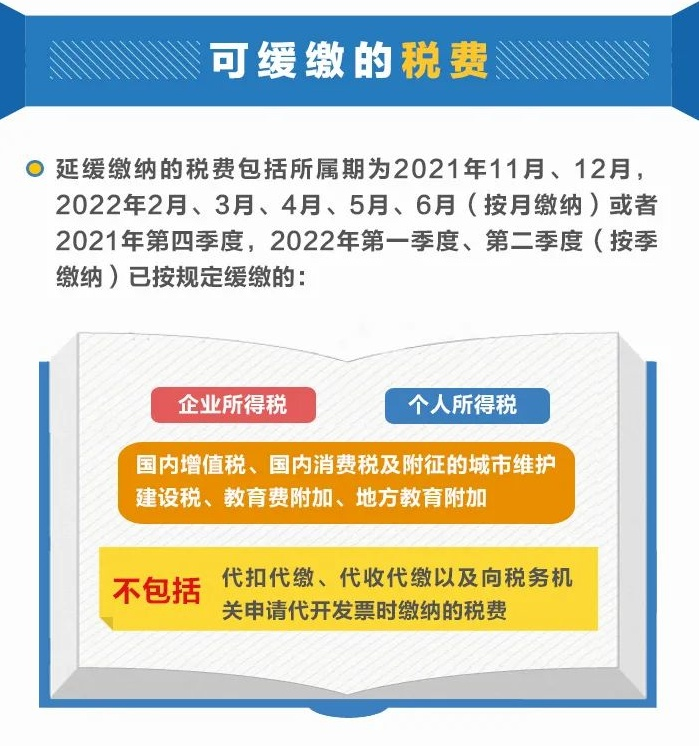 可缓缴的税费
延缓缴纳的税费包括所属期为2021年11月、12月，
2022年2月、3月、4月、5月、6月（按月缴纳）或者
2021年第四季度，2022年第一季度、第二季度（按季
缴纳）已按规定缓缴的：
企业所得税
个人所得税
国内增值税、国内消费税及附征的城市维护
建设税、教育费附加、地方教育附加
不包括
代扣代缴、代收代缴以及向税务机
关申请代开发票时缴纳的税费